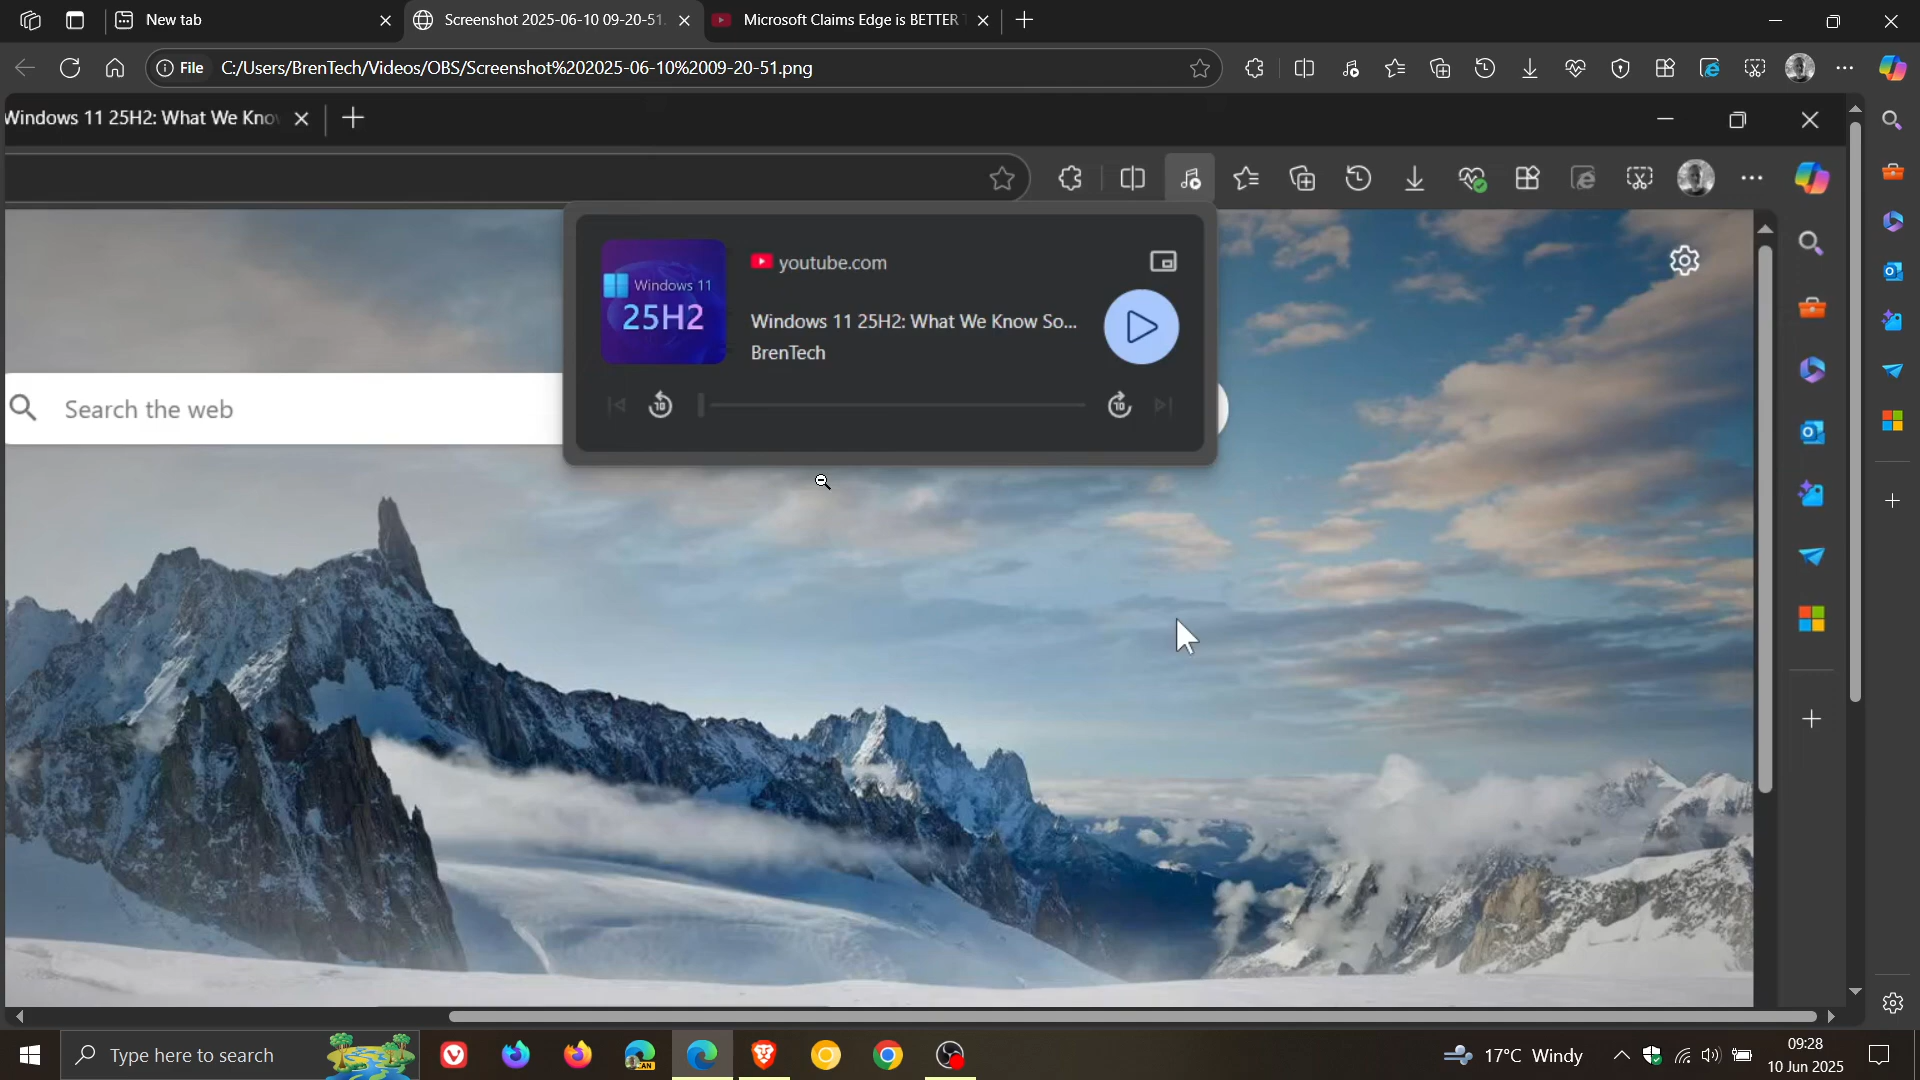 New tab
Screenshot 2025-06-10 09-20-51.
Microsoft Claims Edge is BETTER
File
C:/Users/BrenTech/Videos/OBS/Screenshot%202025-06-10%2009-20-51.png
Windows 11 25H2: What We Kno
youtube.com
Windows 11
25H2
Windows 11 25H2: What We Know So...
BrenTech
10
10
Search the web
Type here to search
CAN
17°C Windy
09:28
10 Jun 2025